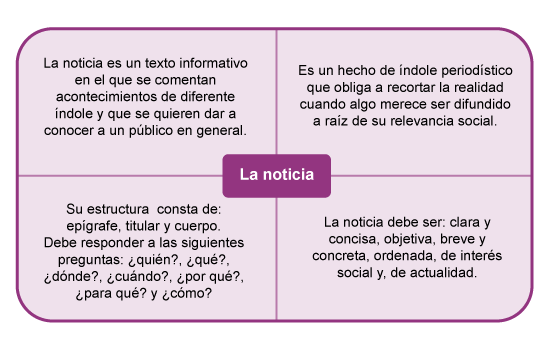 La noticia es un texto informativo
en el que se comentan
acontecimientos de diferente
índole y que se quieren dar a
conocer a un público en general.
Es un hecho de índole periodístico
que obliga a recortar la realidad
cuando algo merece ser difundido
a raíz de su relevancia social.
La noticia
Su estructura consta de:
epígrafe, titular y cuerpo.
Debe responder a las siguientes
preguntas: ¿quién?, ¿qué?,
¿dónde?, ¿cuándo?, ¿por qué?,
¿para qué? y ¿cómo?
La noticia debe ser: clara y
concisa, objetiva, breve y
concreta, ordenada, de interés
social y, de actualidad.